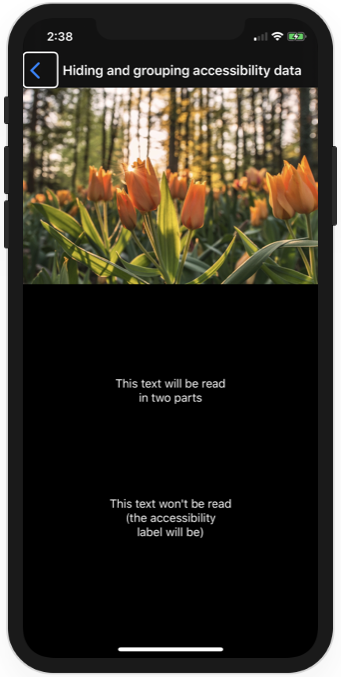 2:38
Hiding and grouping accessibility data
This text will be read
in two parts
This text won't be read
(the accessibility
label will be)